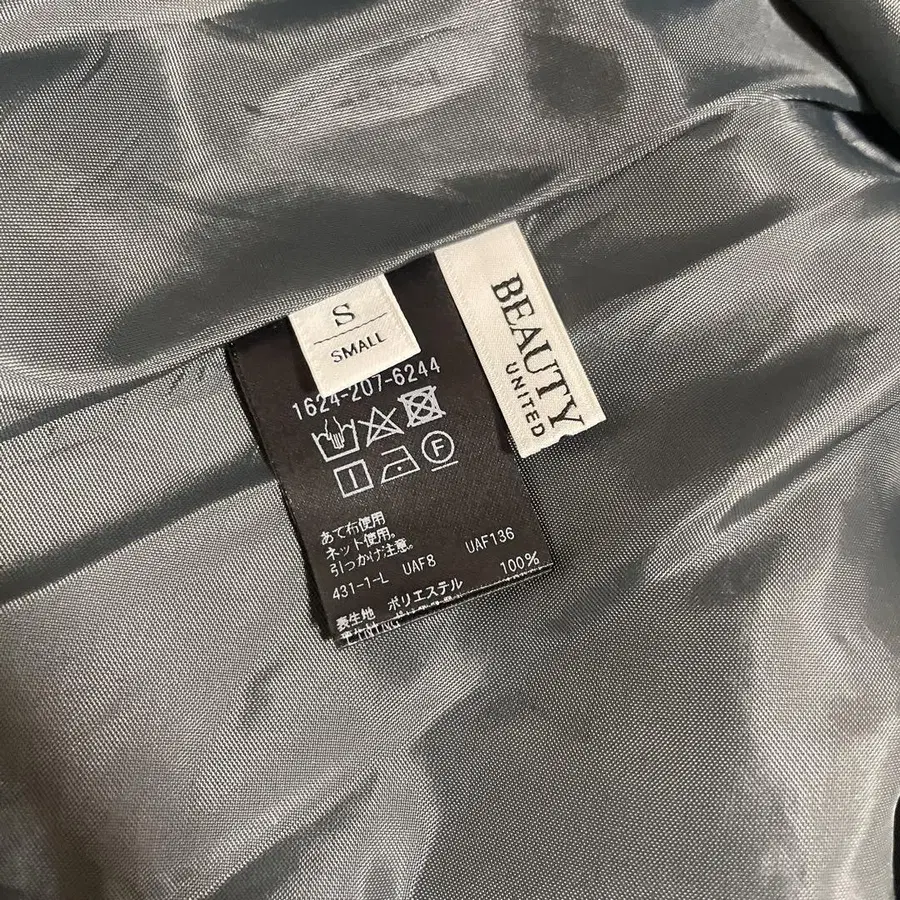 S
SMALL
BEAUTY
UNITED
1624-207-6244
F
あて布使用
ネット使用。
引っかけ注意。
431-1-L UAF8 UAF136
表生地 ポリエステル 100%